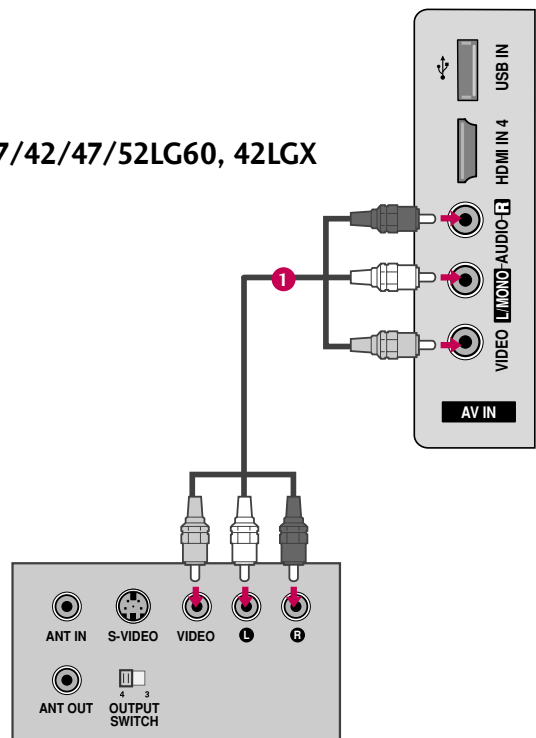 7/42/47/52LG60, 42LGX
USB IN
HDMI IN 4
R
AUDIO
L/MONO
VIDEO
AV IN
1
ANT IN
S-VIDEO
VIDEO
L
R
ANT OUT
4 3
OUTPUT
SWITCH